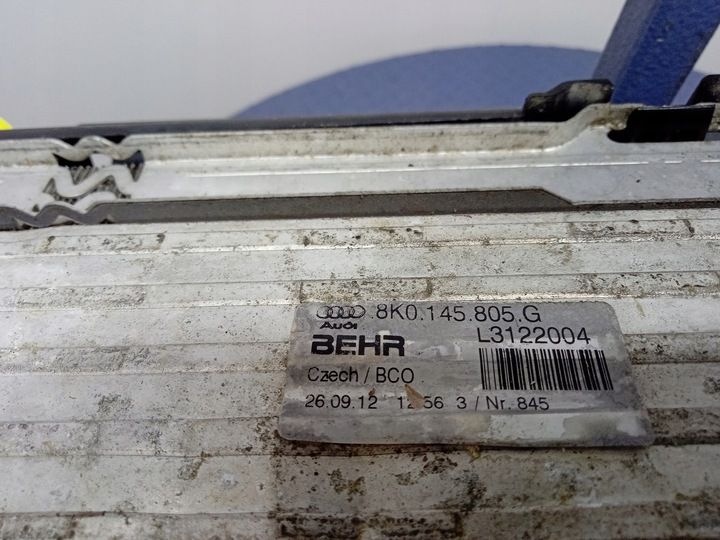 8K0.145.805.G
Audi
BEHR L3122004
Czech / BCO
26.09.12 12:56 3 / Nr. 845